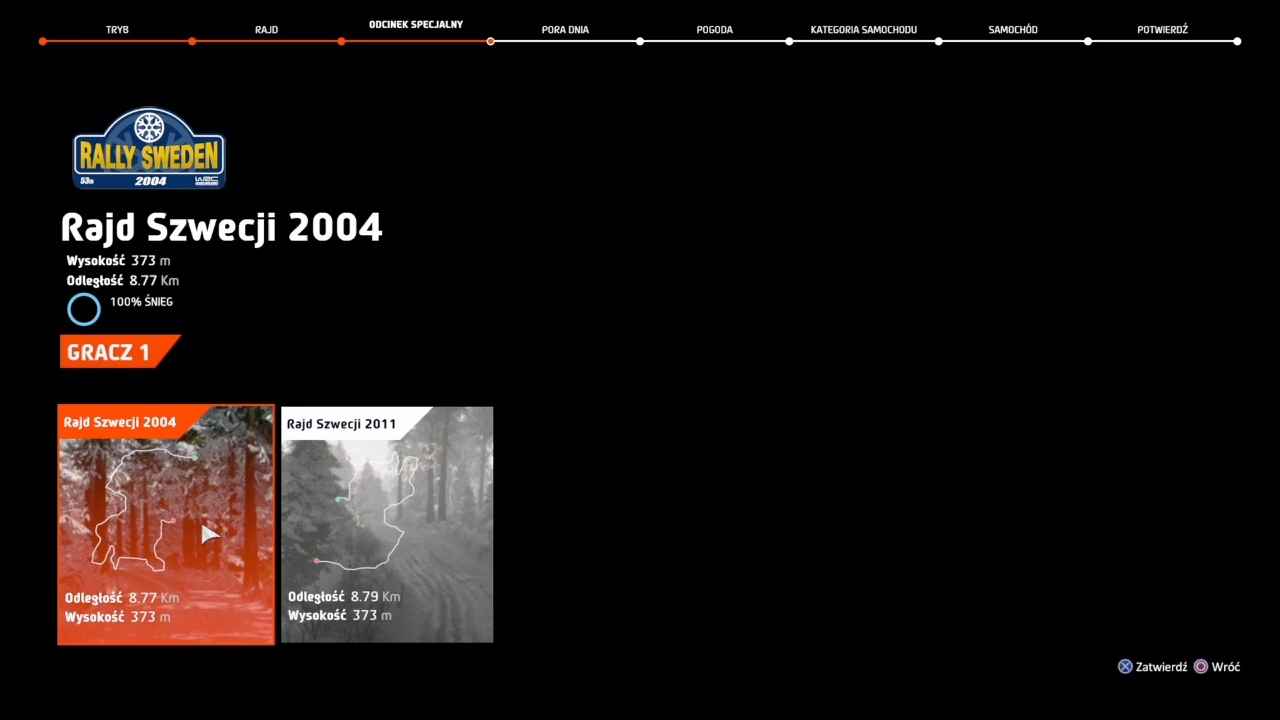 TRYB
RAJD
ODCINEK SPECJALNY
PORA DNIA
POGODA
KATEGORIA SAMOCHODU
SAMOCHÓD
POTWIERDŹ
RALLY SWEDEN
53rd 2004 WRC
Rajd Szwecji 2004
Wysokość 373 m
Odległość 8.77 Km
100% ŚNIEG
GRACZ 1
Rajd Szwecji 2004
Odległość 8.77 Km
Wysokość 373 m
Rajd Szwecji 2011
Odległość 8.79 Km
Wysokość 373 m
Zatwierdź
Wróć